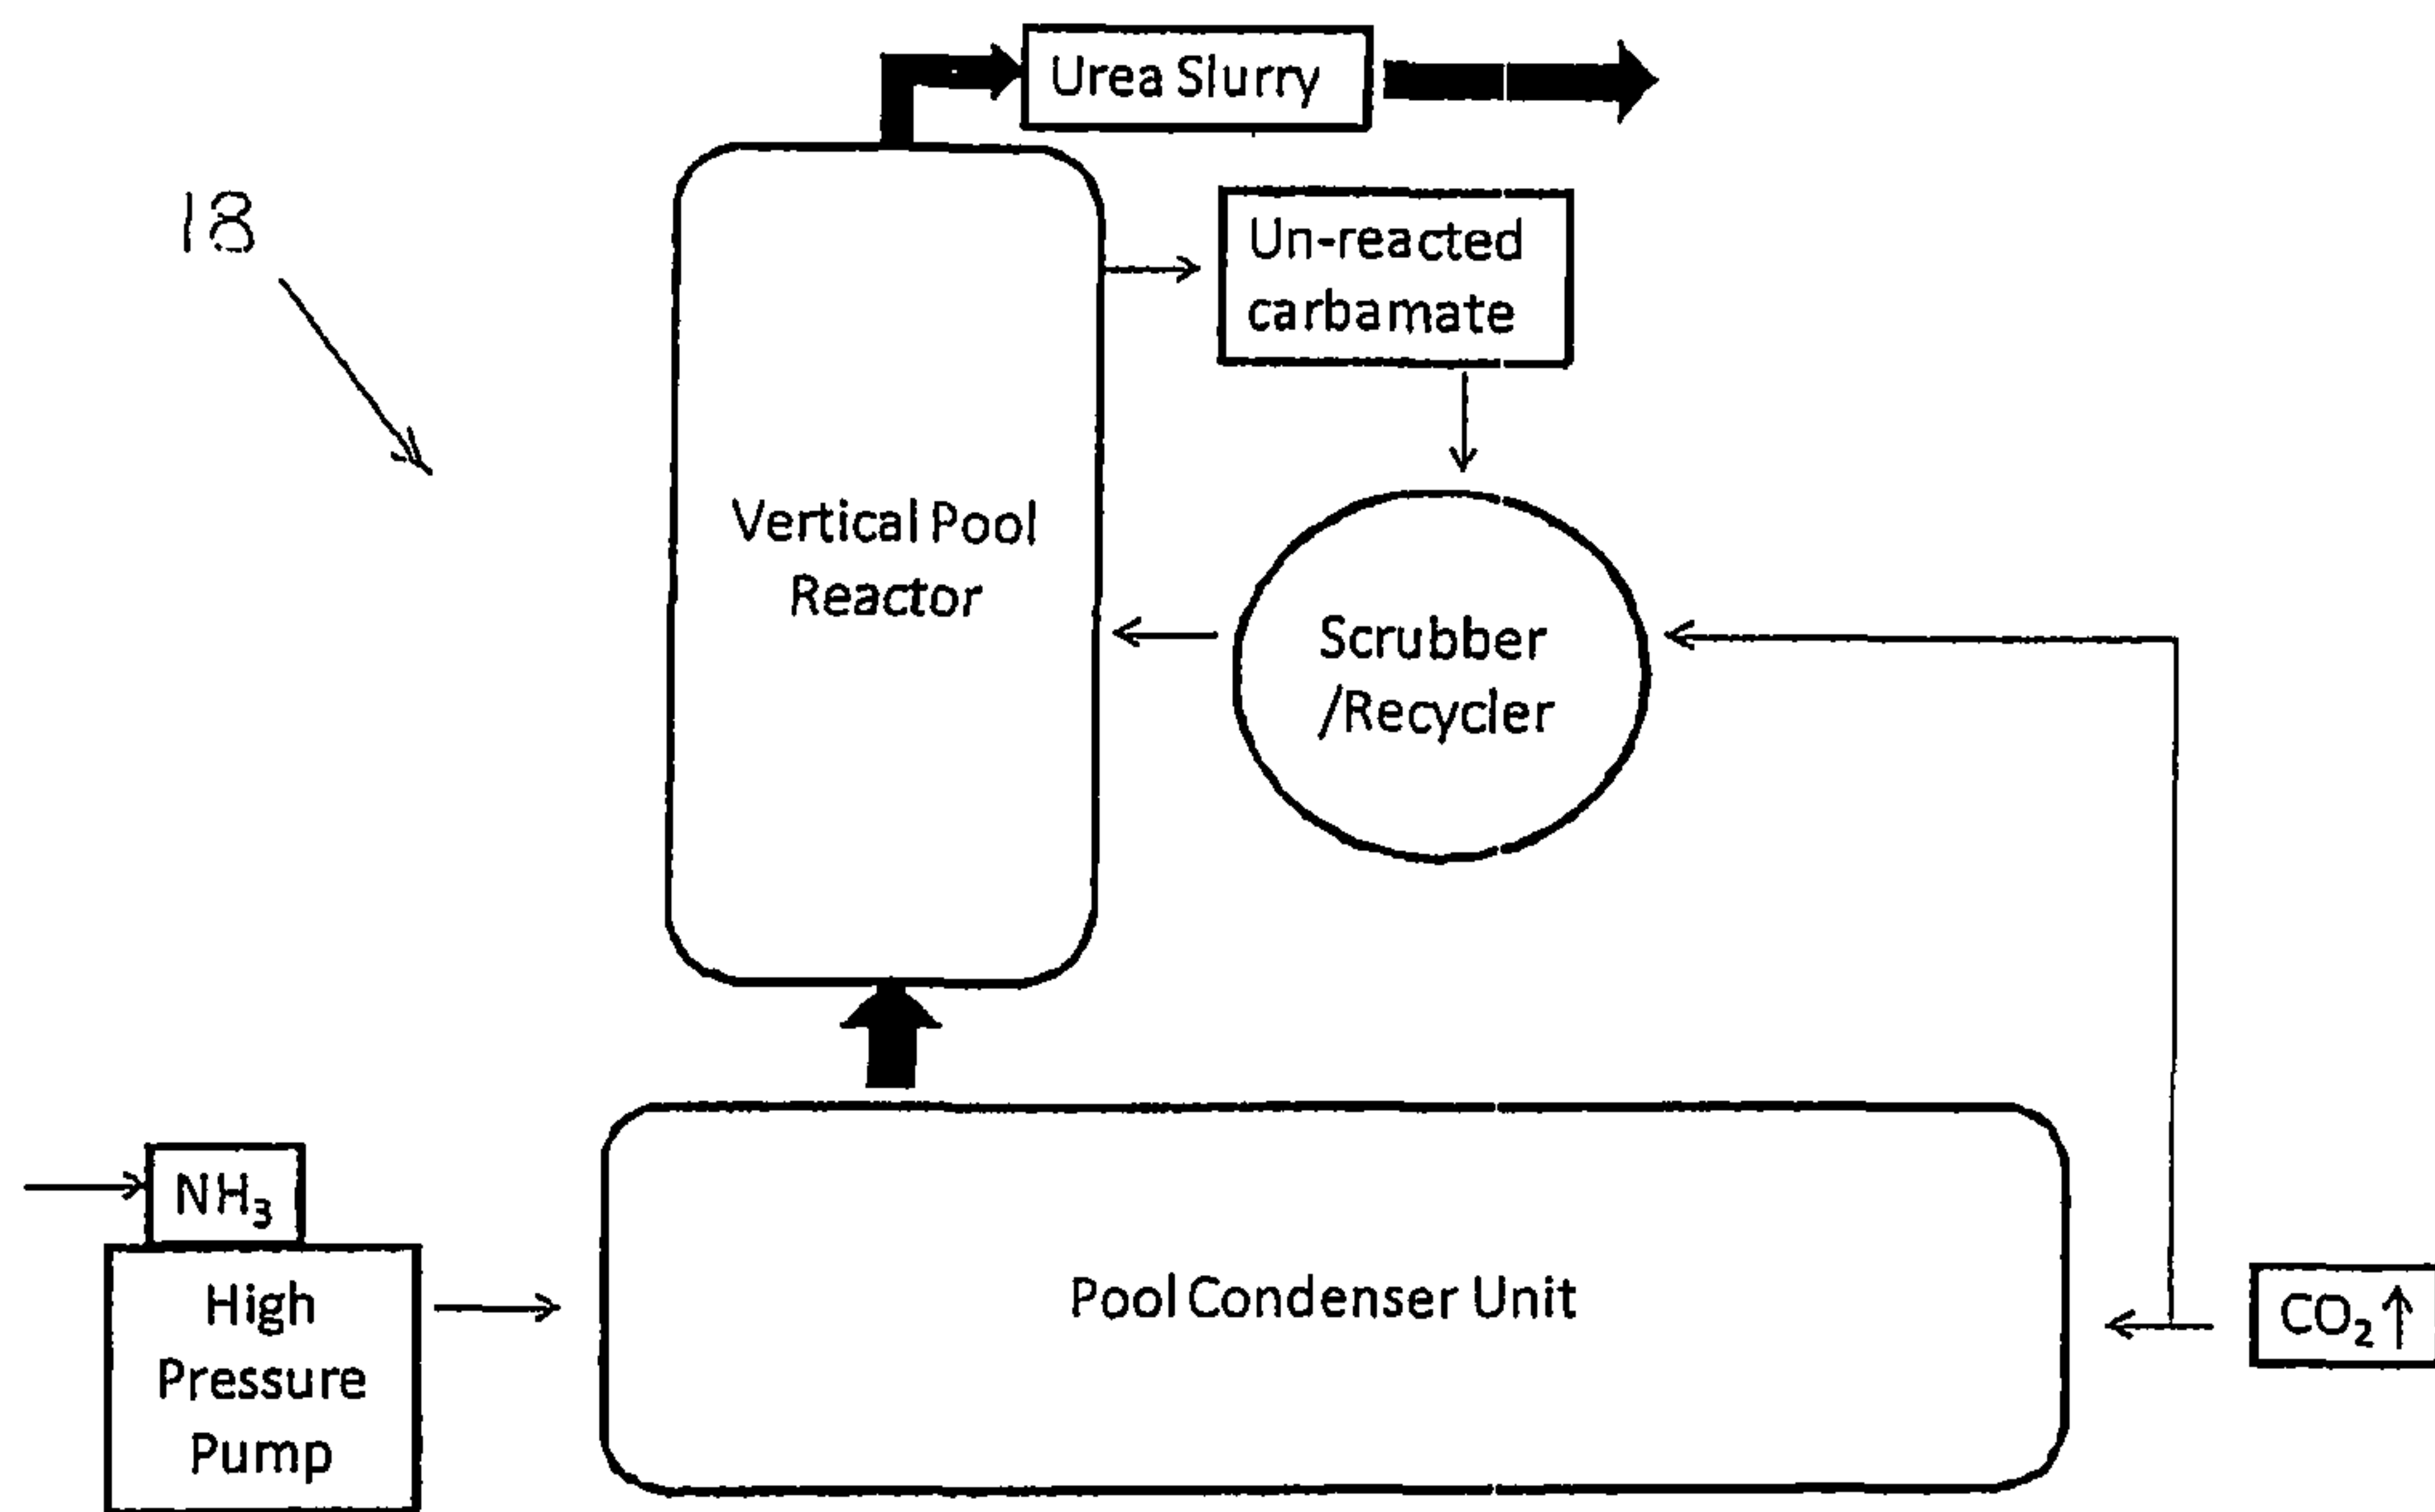 Urea Slurry
18
Un-reacted
carbamate
Vertical Pool
Reactor
Scrubber
/Recycler
NH₃
High
Pressure
Pump
Pool Condenser Unit
CO₂↑